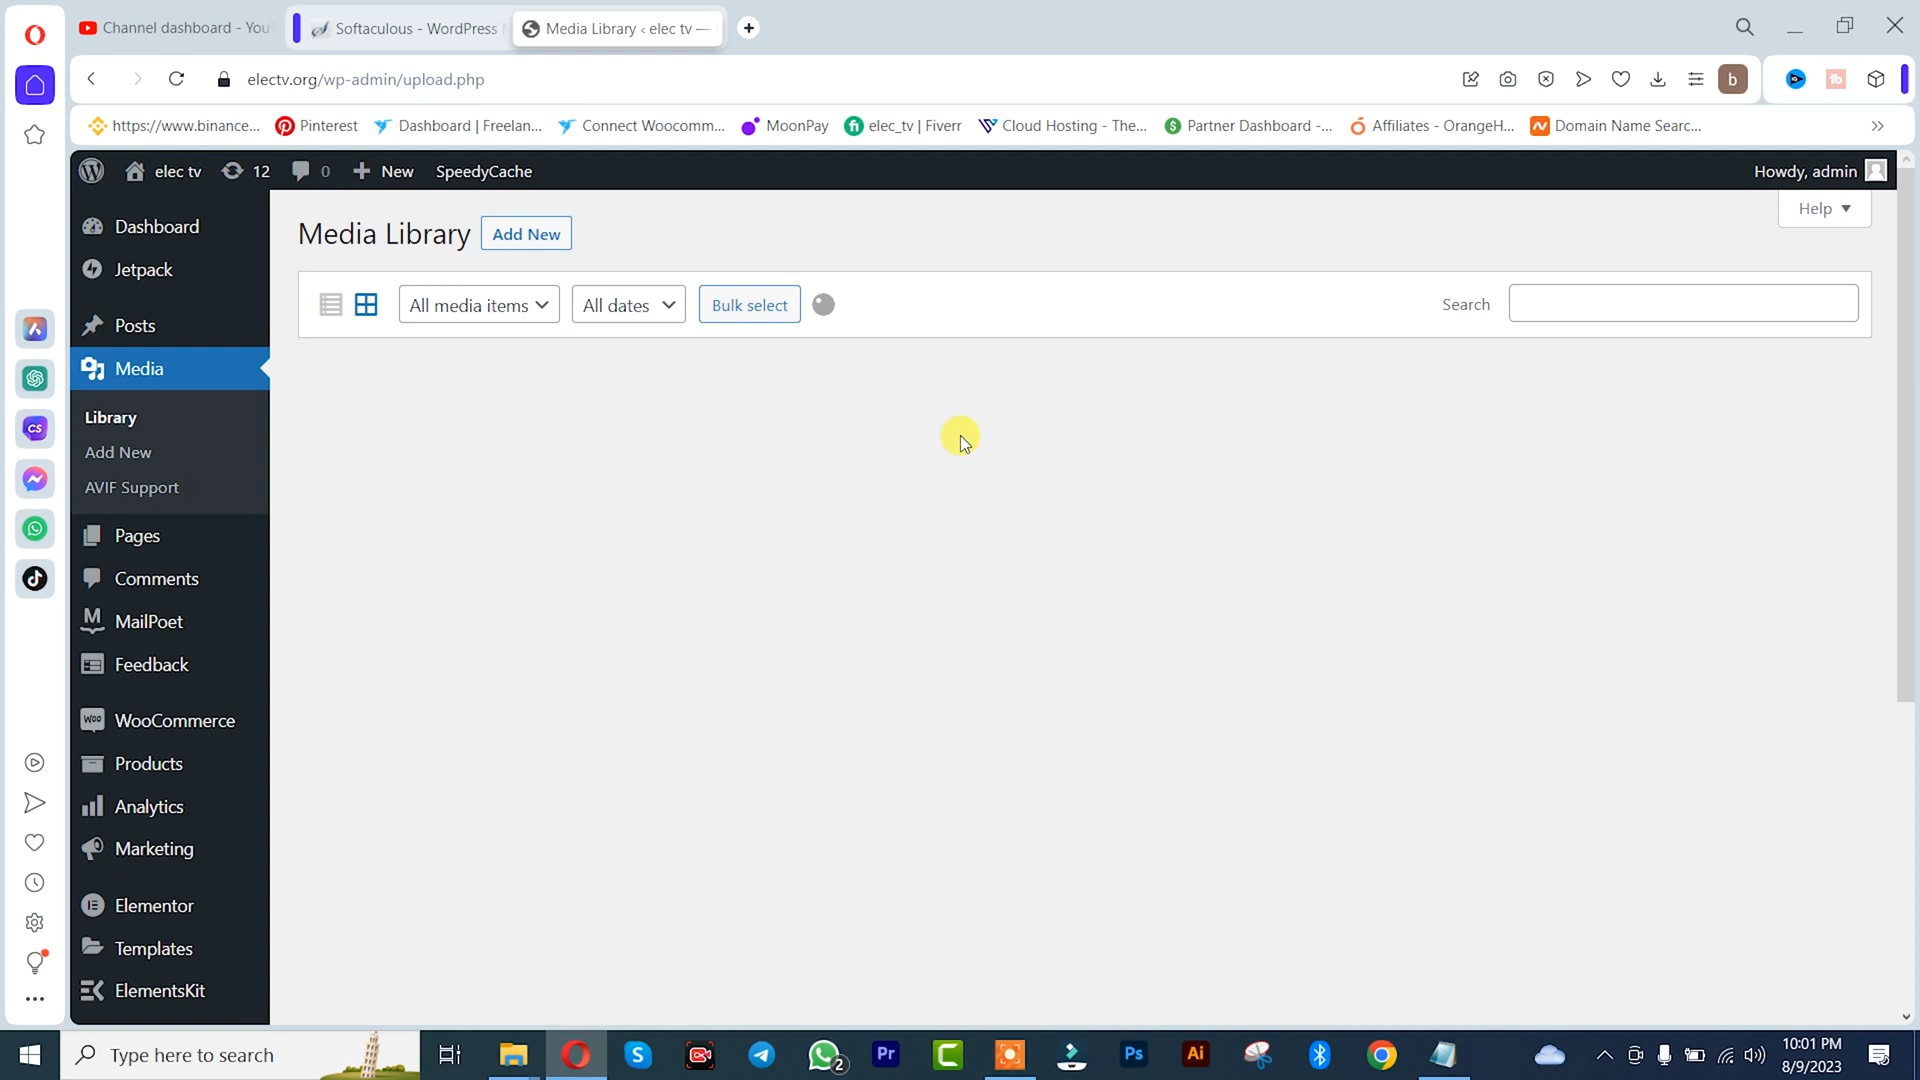 Channel dashboard - You
Softaculous - WordPress
Media Library ‹ elec tv —
electv.org/wp-admin/upload.php
b
https://www.binance...
Pinterest
Dashboard | Freelan...
Connect Woocomm...
MoonPay
elec_tv | Fiverr
Cloud Hosting - The...
Partner Dashboard -...
Affiliates - OrangeH...
Domain Name Searc...
elec tv
12
0
New
SpeedyCache
Howdy, admin
Help
Dashboard
Jetpack
Posts
Media
Library
Add New
AVIF Support
Pages
Comments
MailPoet
Feedback
WooCommerce
Products
Analytics
Marketing
Elementor
Templates
ElementsKit
Media Library
Add New
All media items
All dates
Bulk select
Search
Type here to search
2
Pr
Ps
Ai
10:01 PM
8/9/2023